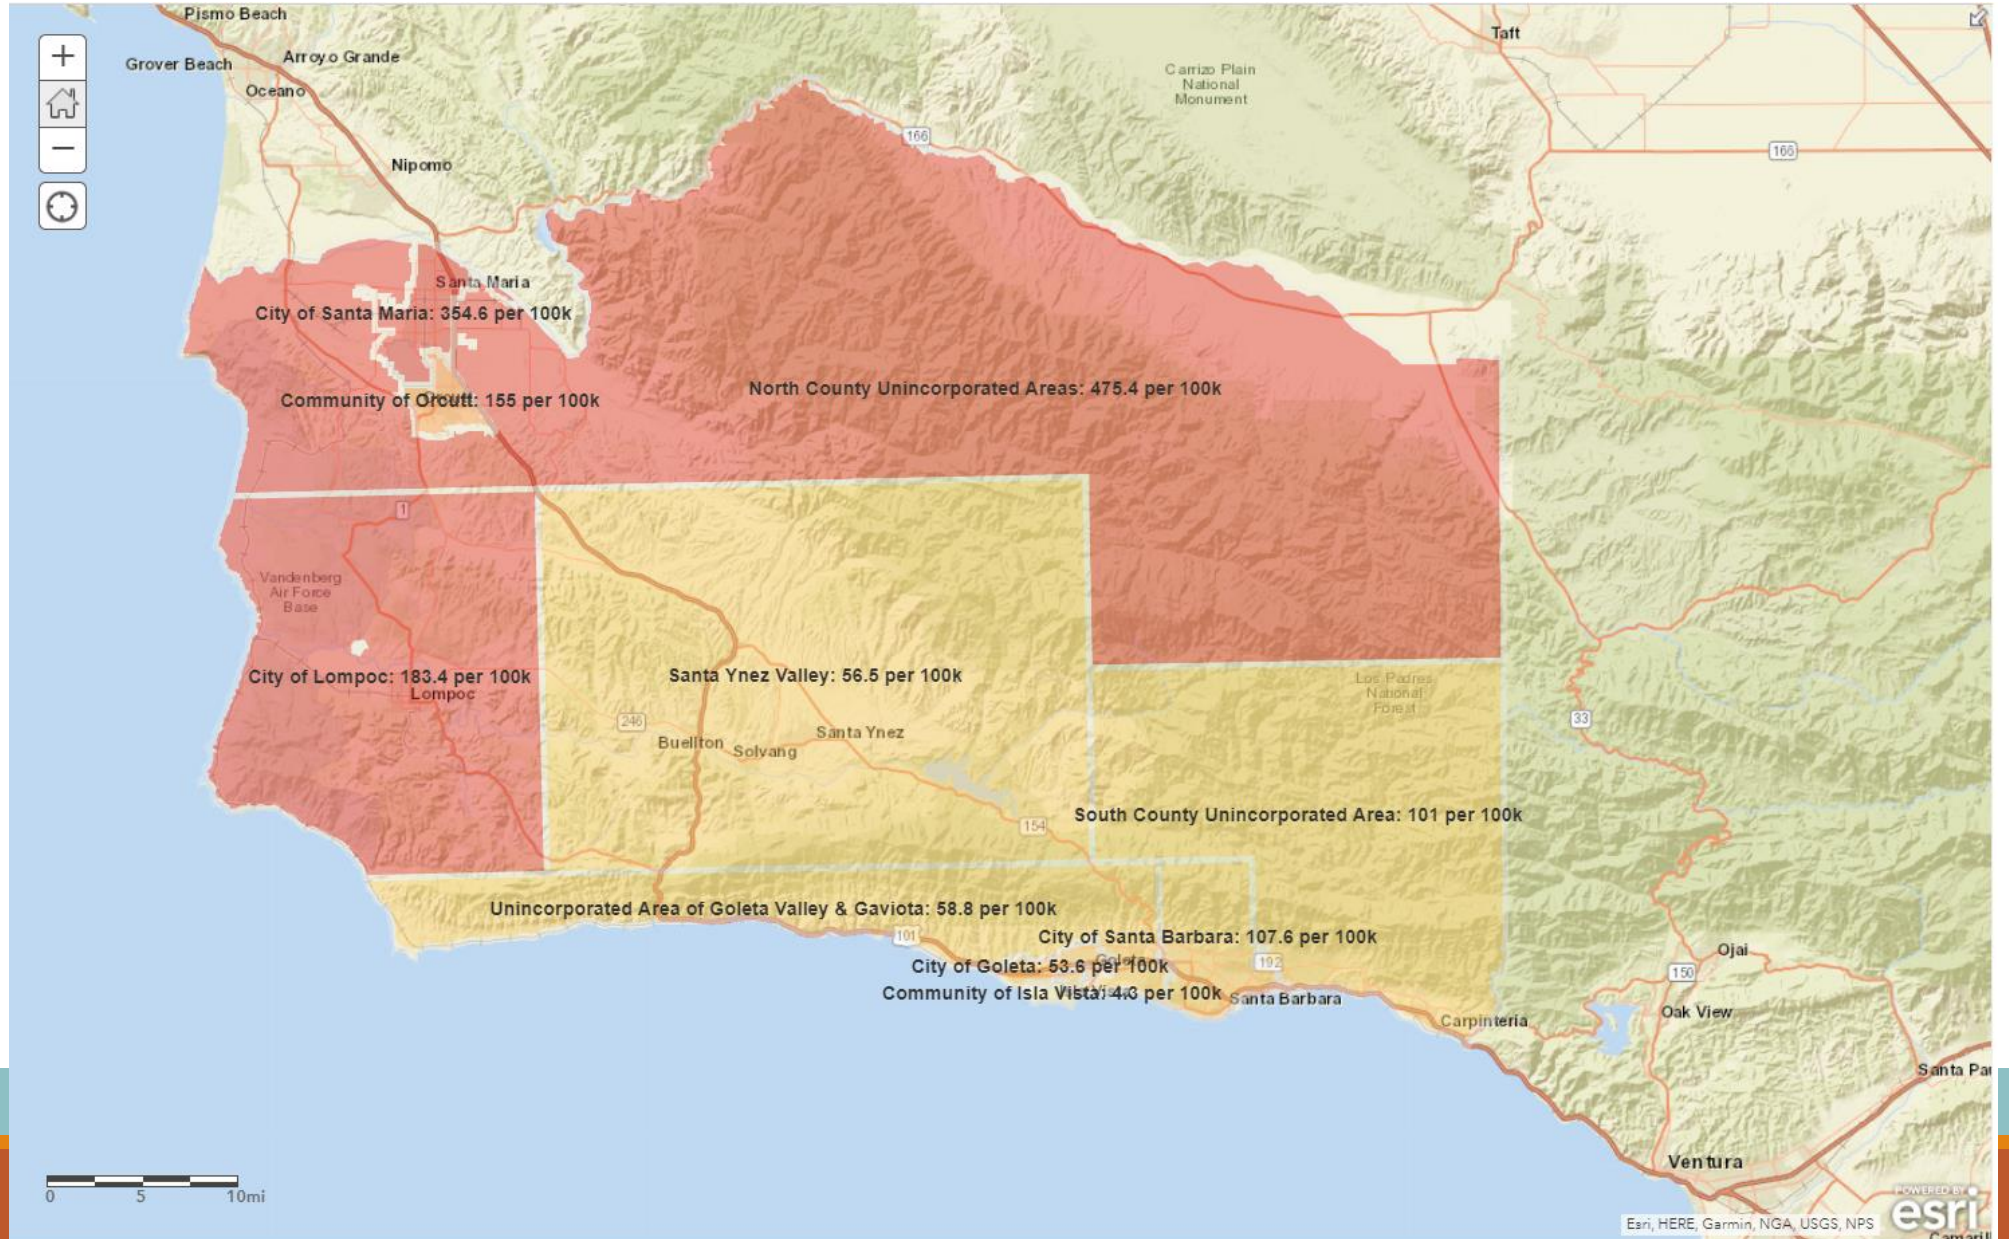 Pismo Beach
Taft
Arroyo Grande
Grover Beach
Carrizo Plain
National
Monument
Oceano
166
166
Nipomo
Santa Maria
City of Santa Maria: 354.6 per 100k
North County Unincorporated Areas: 475.4 per 100k
Community of Orcutt: 155 per 100k
1
Vandenberg
Air Force
Base
City of Lompoc: 183.4 per 100k
Lompoc
Santa Ynez Valley: 56.5 per 100k
Los Padres
National
Forest
33
246
Santa Ynez
Buellton
Solvang
154
South County Unincorporated Area: 101 per 100k
Unincorporated Area of Goleta Valley & Gaviota: 58.8 per 100k
101
City of Santa Barbara: 107.6 per 100k
Goleta
City of Goleta: 53.6 per 100k
192
Community of Isla Vista: 4.3 per 100k
Santa Barbara
Carpinteria
Ojai
150
Oak View
Santa Pau
Ventura
0 5 10mi
POWERED BY
esri
Esri, HERE, Garmin, NGA, USGS, NPS